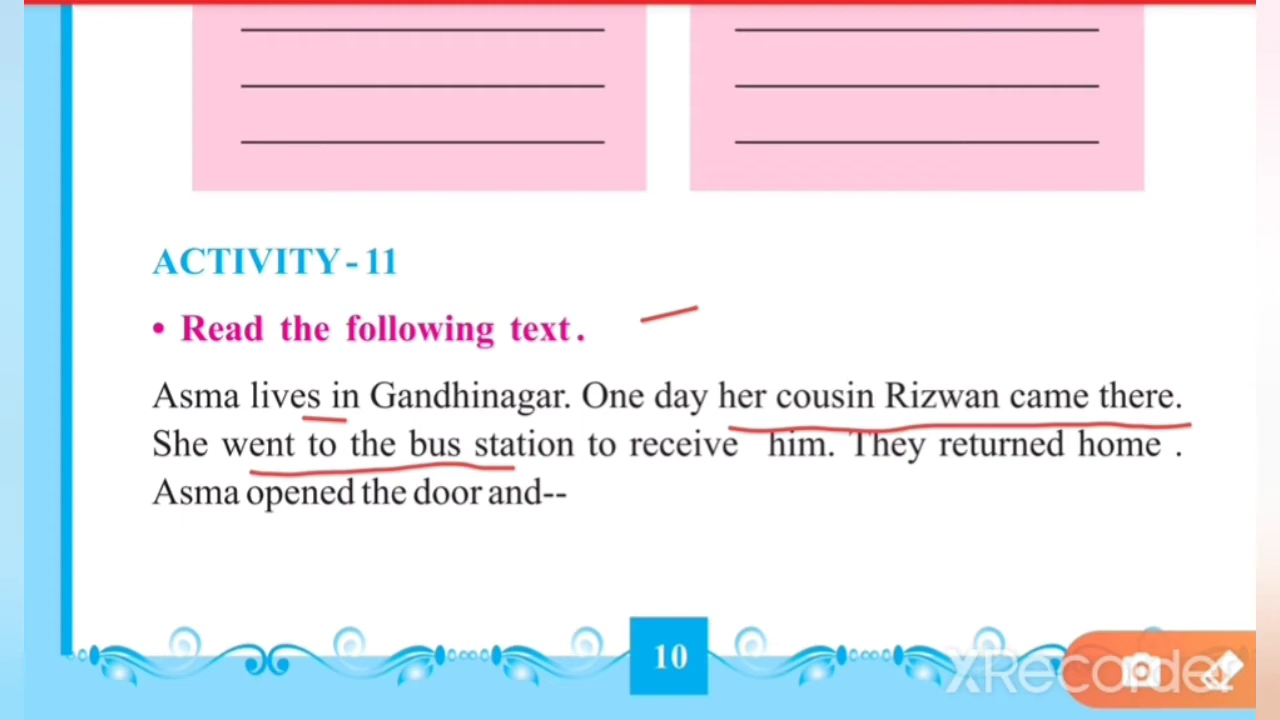 ACTIVITY - 11
• Read the following text.
Asma lives in Gandhinagar. One day her cousin Rizwan came there.
She went to the bus station to receive him. They returned home .
Asma opened the door and--
10
XRecorder